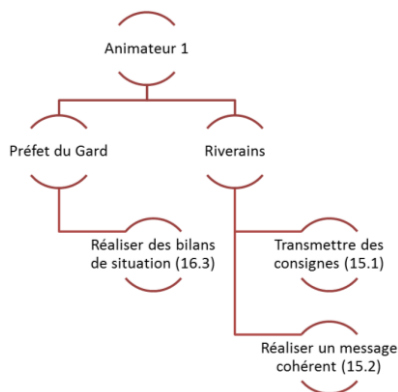 Animateur 1
Préfet du Gard
Riverains
Réaliser des bilans
de situation (16.3)
Transmettre des
consignes (15.1)
Réaliser un message
cohérent (15.2)